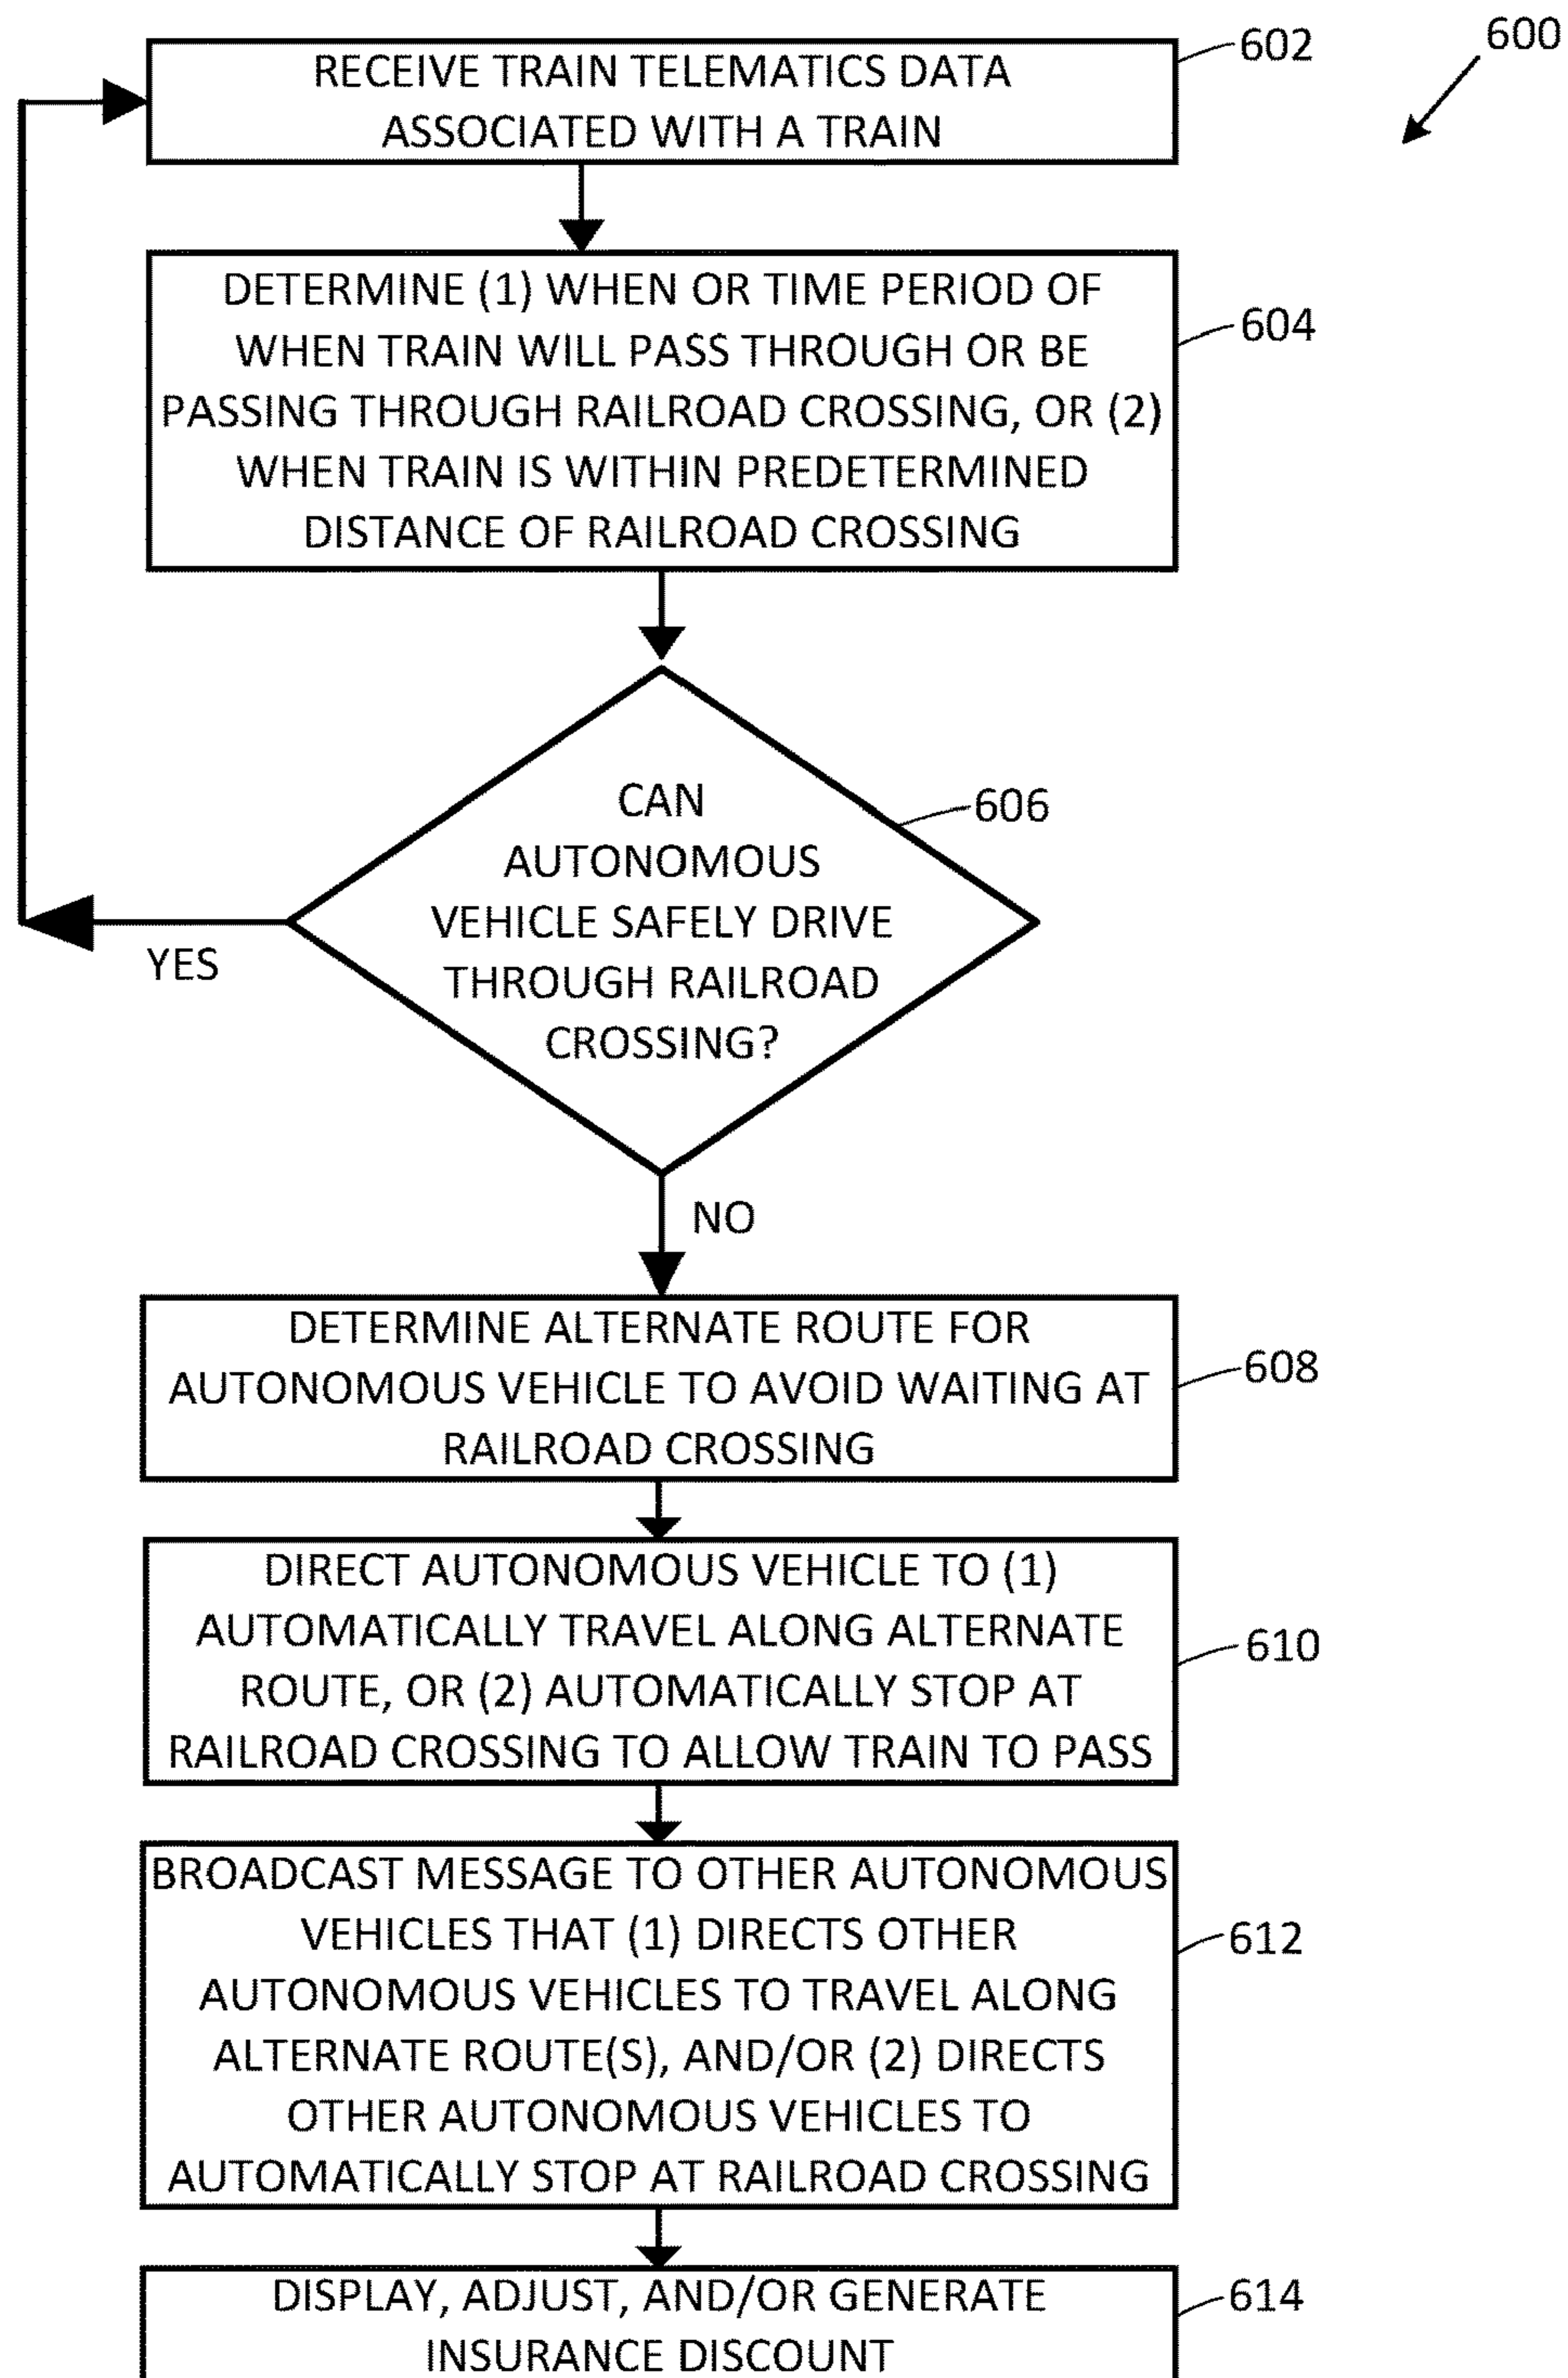 600
RECEIVE TRAIN TELEMATICS DATA
ASSOCIATED WITH A TRAIN
602
DETERMINE (1) WHEN OR TIME PERIOD OF
WHEN TRAIN WILL PASS THROUGH OR BE
PASSING THROUGH RAILROAD CROSSING, OR (2)
WHEN TRAIN IS WITHIN PREDETERMINED
DISTANCE OF RAILROAD CROSSING
604
CAN
AUTONOMOUS
VEHICLE SAFELY DRIVE
THROUGH RAILROAD
CROSSING?
606
YES
NO
DETERMINE ALTERNATE ROUTE FOR
AUTONOMOUS VEHICLE TO AVOID WAITING AT
RAILROAD CROSSING
608
DIRECT AUTONOMOUS VEHICLE TO (1)
AUTOMATICALLY TRAVEL ALONG ALTERNATE
ROUTE, OR (2) AUTOMATICALLY STOP AT
RAILROAD CROSSING TO ALLOW TRAIN TO PASS
610
BROADCAST MESSAGE TO OTHER AUTONOMOUS
VEHICLES THAT (1) DIRECTS OTHER
AUTONOMOUS VEHICLES TO TRAVEL ALONG
ALTERNATE ROUTE(S), AND/OR (2) DIRECTS
OTHER AUTONOMOUS VEHICLES TO
AUTOMATICALLY STOP AT RAILROAD CROSSING
612
DISPLAY, ADJUST, AND/OR GENERATE
INSURANCE DISCOUNT
614